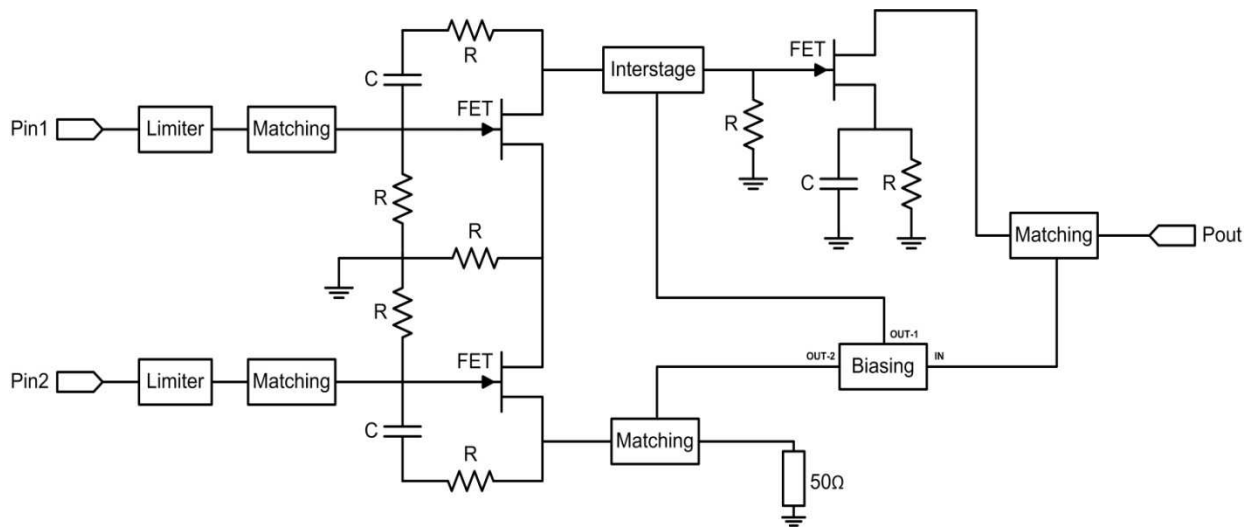 R
FET
C
FET
Interstage
Pin1
Limiter
Matching
R
C
R
R
R
Matching
Pout
R
OUT-1
Pin2
Limiter
Matching
FET
OUT-2
Biasing
IN
C
Matching
R
50Ω